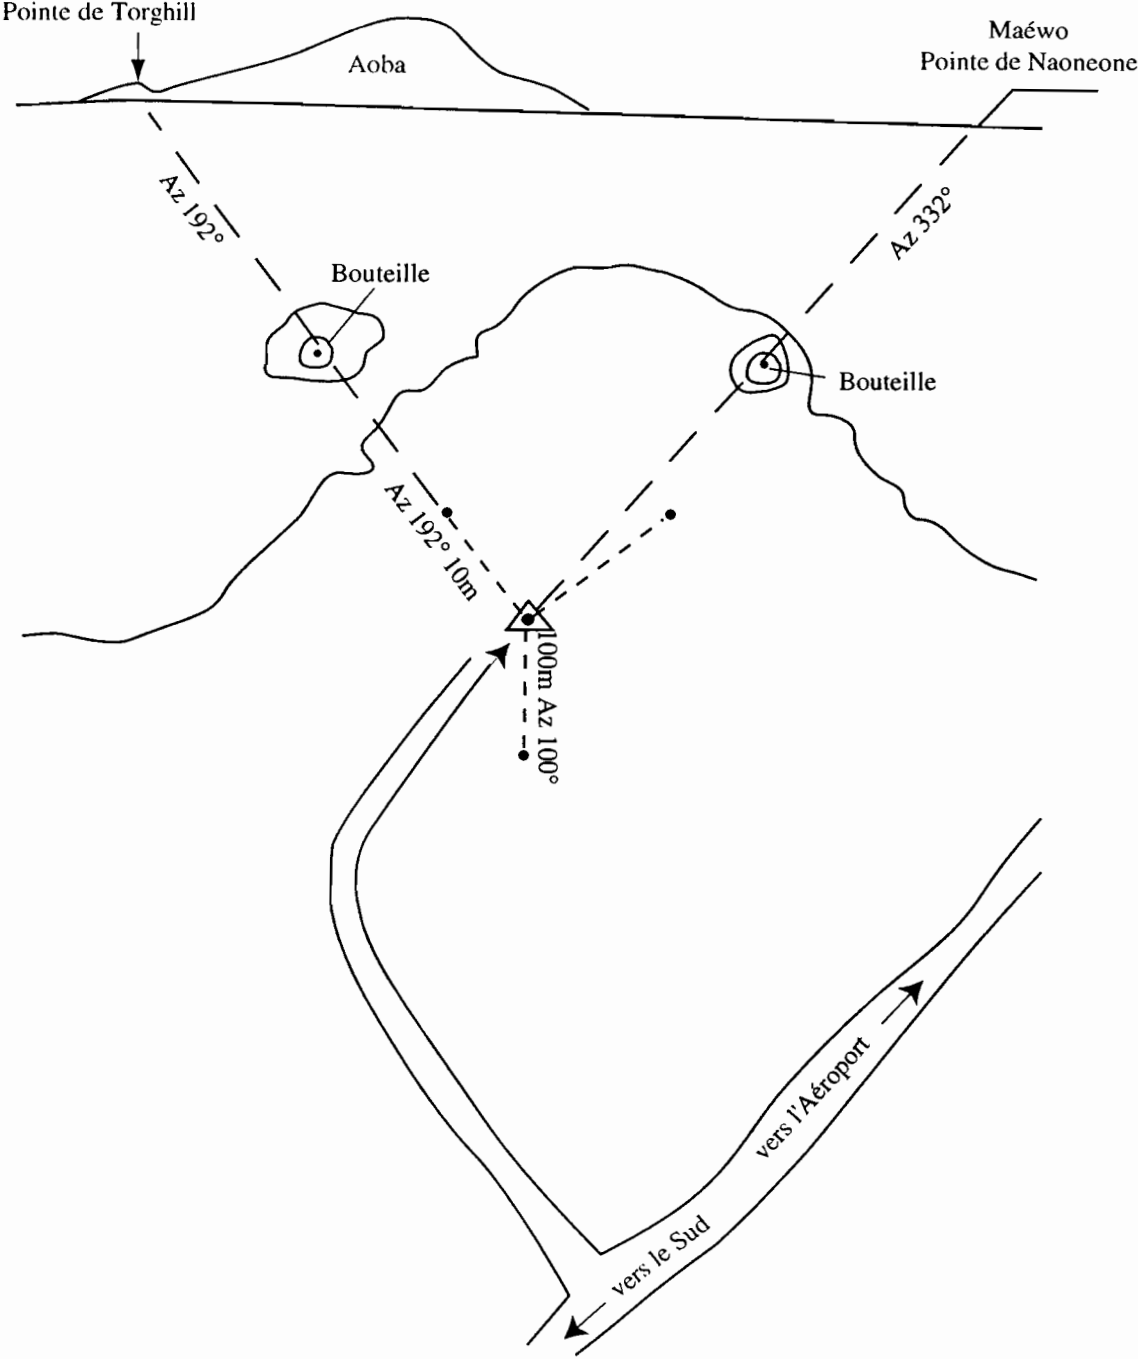 Pointe de Torghill
Aoba
Maéwo
Pointe de Naoneone
Az 192°
Az 332°
Bouteille
Bouteille
Az 192° 10m
100m Az 100°
vers l'Aéroport
vers le Sud